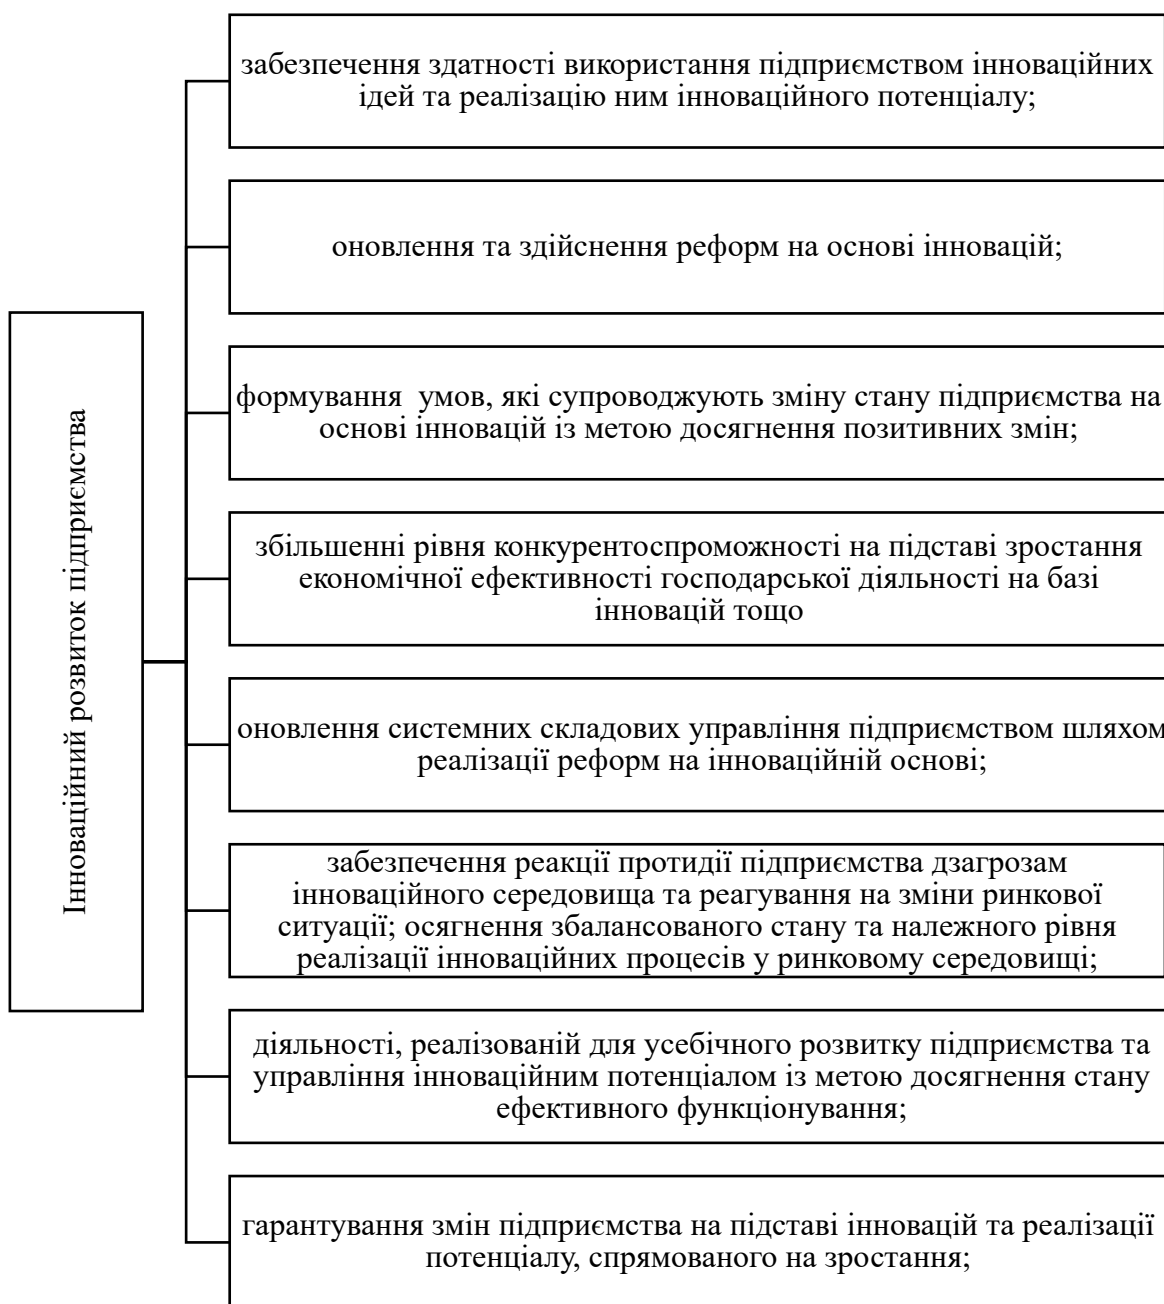 Інноваційний розвиток підприємства
забезпечення здатності використання підприємством інноваційних
ідей та реалізацію ним інноваційного потенціалу;
оновлення та здійснення реформ на основі інновацій;
формування  умов, які супроводжують зміну стану підприємства на
основі інновацій із метою досягнення позитивних змін;
збільшенні рівня конкурентоспроможності на підставі зростання
економічної ефективності господарської діяльності на базі
інновацій тощо
оновлення системних складових управління підприємством шляхом
реалізації реформ на інноваційній основі;
забезпечення реакції протидії підприємства дзагрозам
інноваційного середовища та реагування на зміни ринкової
ситуації; осягнення збалансованого стану та належного рівня
реалізації інноваційних процесів у ринковому середовищі;
діяльності, реалізованій для усебічного розвитку підприємства та
управління інноваційним потенціалом із метою досягнення стану
ефективного функціонування;
гарантування змін підприємства на підставі інновацій та реалізації
потенціалу, спрямованого на зростання;